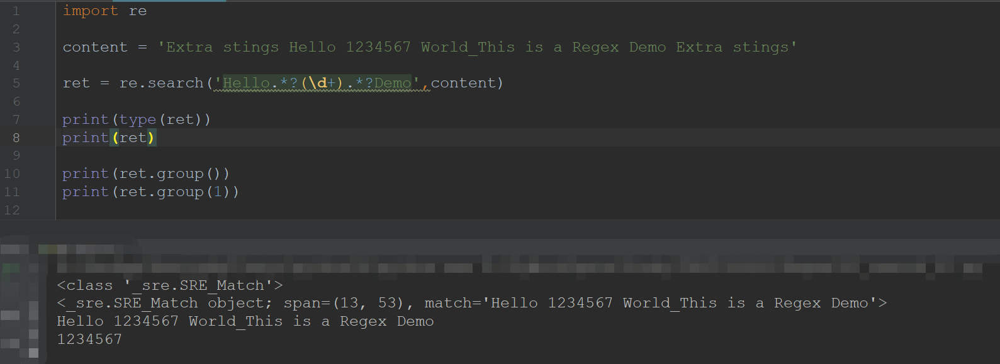 1 import re
2
3 content = 'Extra stings Hello 1234567 World_This is a Regex Demo Extra stings'
4
5 ret = re.search('Hello.*?(\d+).*?Demo',content)
6
7 print(type(ret))
8 print(ret)
9
10 print(ret.group())
11 print(ret.group(1))
12
<class '_sre.SRE_Match'>
<_sre.SRE_Match object; span=(13, 53), match='Hello 1234567 World_This is a Regex Demo'>
Hello 1234567 World_This is a Regex Demo
1234567